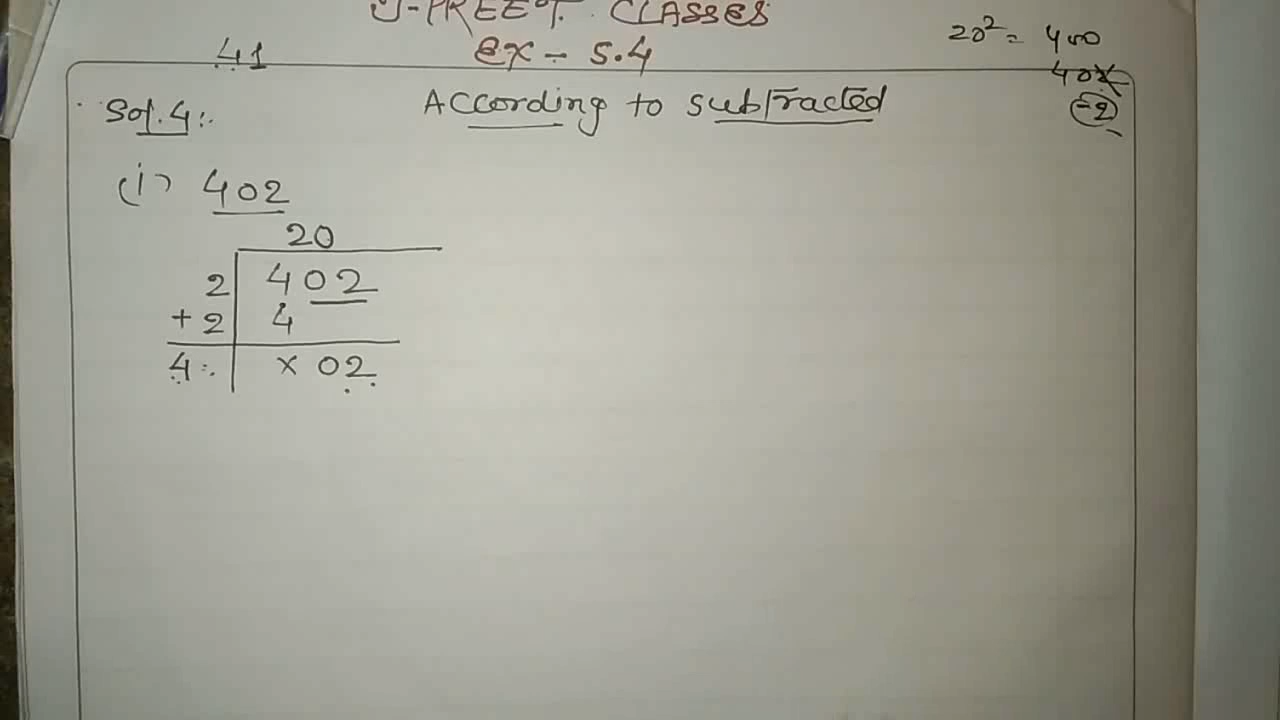 J-PREET. CLASSES
ex - 5.4
41
20² = 400
402
-2
Sol. 4:.
According to subtracted
(i) 402
20
2 402
+ 2 4
4 x 02